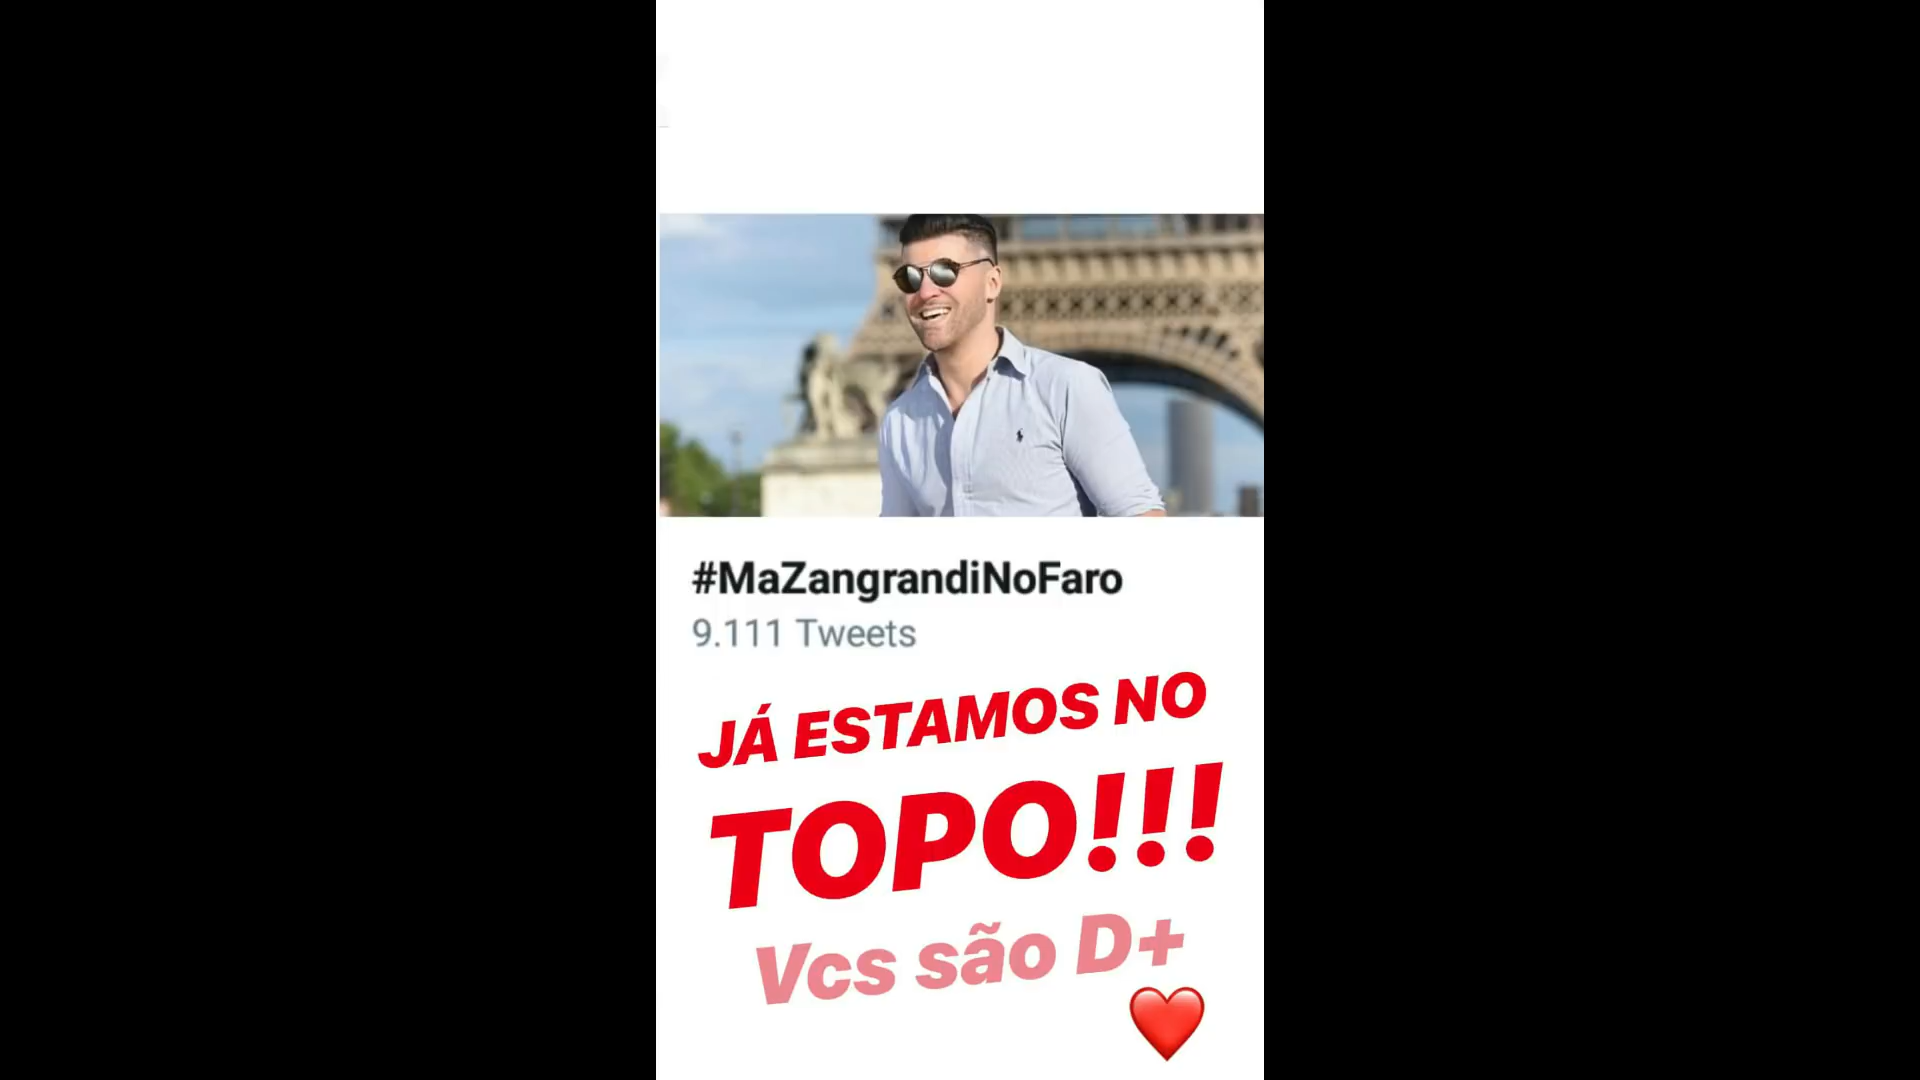 #MaZangrandiNoFaro
9.111 Tweets
JÁ ESTAMOS NO
TOPO!!!
Vcs são D+